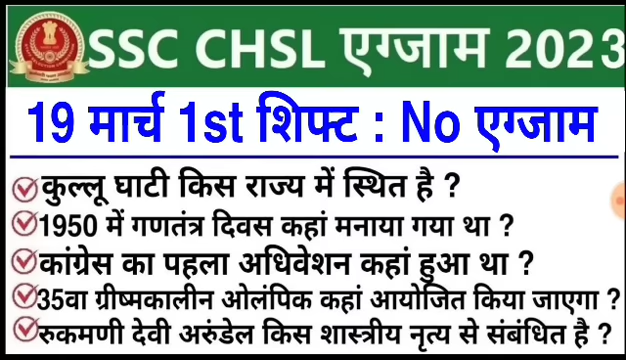 SSC CHSL एग्जाम 2023
19 मार्च 1st शिफ्ट : No एग्जाम
कुल्लू घाटी किस राज्य में स्थित है ?
1950 में गणतंत्र दिवस कहां मनाया गया था ?
कांग्रेस का पहला अधिवेशन कहां हुआ था ?
35वा ग्रीष्मकालीन ओलंपिक कहां आयोजित किया जाएगा ?
रुकमणी देवी अरुंडेल किस शास्त्रीय नृत्य से संबंधित है ?